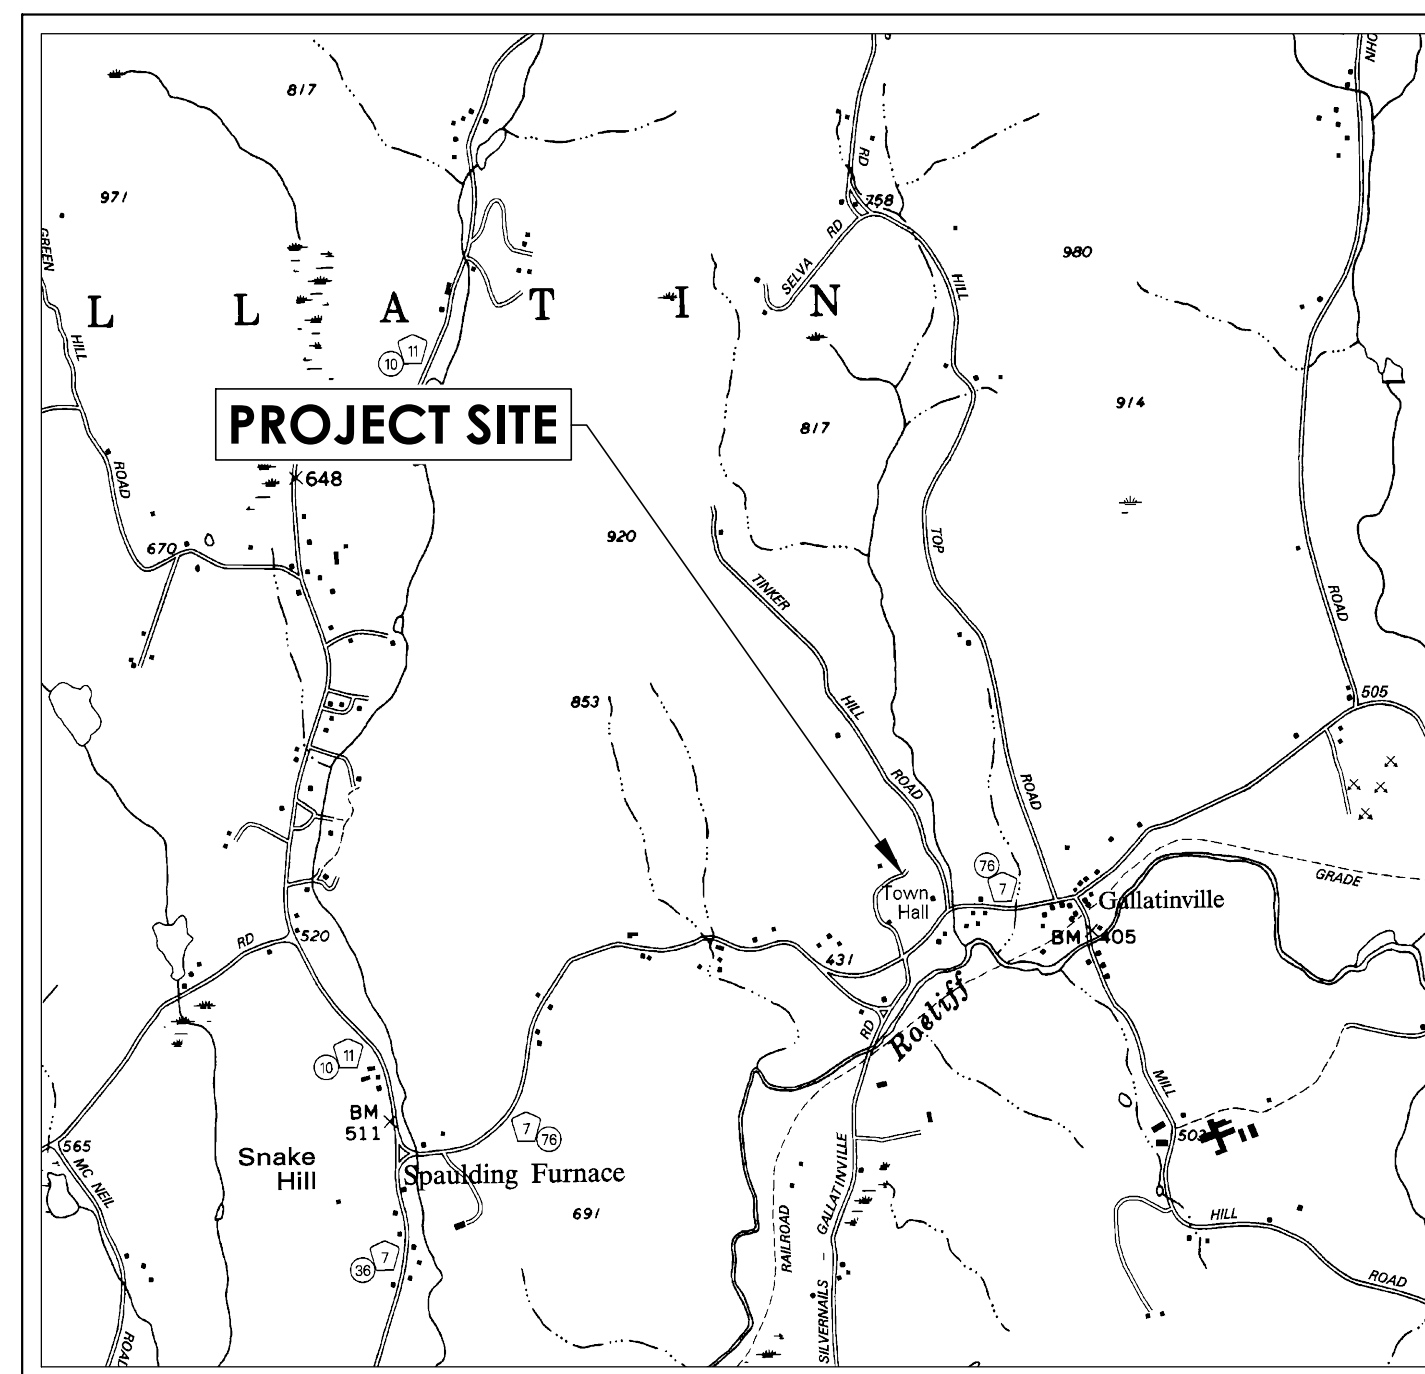 817
971
758
RD
GREEN
SELVA RD
980
HILL
L L A T I N
HILL
11
10
914
PROJECT SITE
817
648
ROAD
920
TOP
670
TINKER
ROAD
853
HILL
505
ROAD
ROAD
76
7
GRADE
Town
Hall
Gallatinville
RD
520
431
BM 405
Roeliff
RD
11
10
MILL
BM
511
7
76
503
565
Snake
Hill
MC NEIL
Spaulding Furnace
691
GALLATINVILLE
HILL
RAILROAD
7
36
ROAD
SILVERNAILS -
ROAD